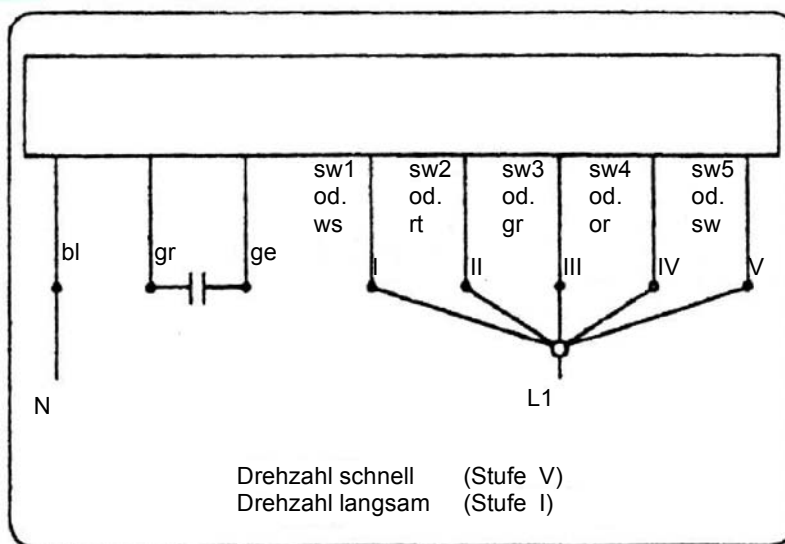 sw1 sw2 sw3 sw4 sw5
od. od. od. od. od.
ws rt gr or sw
bl gr ge I II III IV V
N L1
Drehzahl schnell (Stufe V)
Drehzahl langsam (Stufe I)